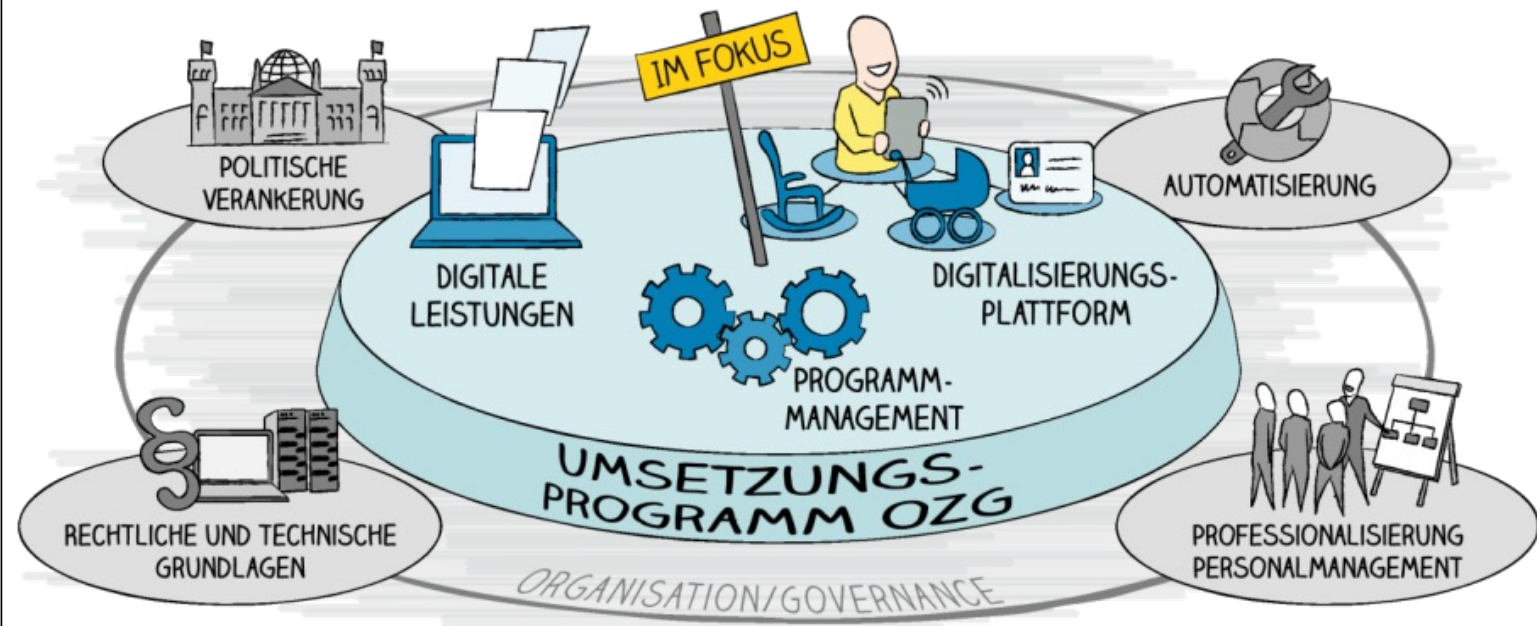 IM FOKUS
POLITISCHE
VERANKERUNG
AUTOMATISIERUNG
DIGITALE
LEISTUNGEN
DIGITALISIERUNGS-
PLATTFORM
PROGRAMM-
MANAGEMENT
UMSETZUNGS-
PROGRAMM OZG
RECHTLICHE UND TECHNISCHE
GRUNDLAGEN
PROFESSIONALISIERUNG
PERSONALMANAGEMENT
ORGANISATION/GOVERNANCE